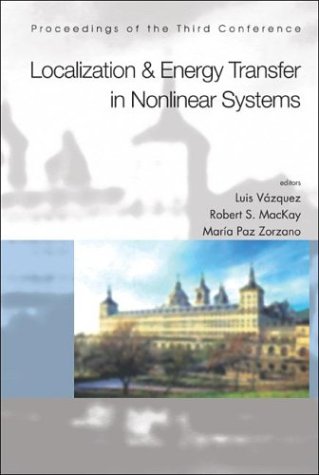 Proceedings of the Third Conference
Localization & Energy Transfer
in Nonlinear Systems
editors
Luis Vázquez
Robert S. MacKay
María Paz Zorzano